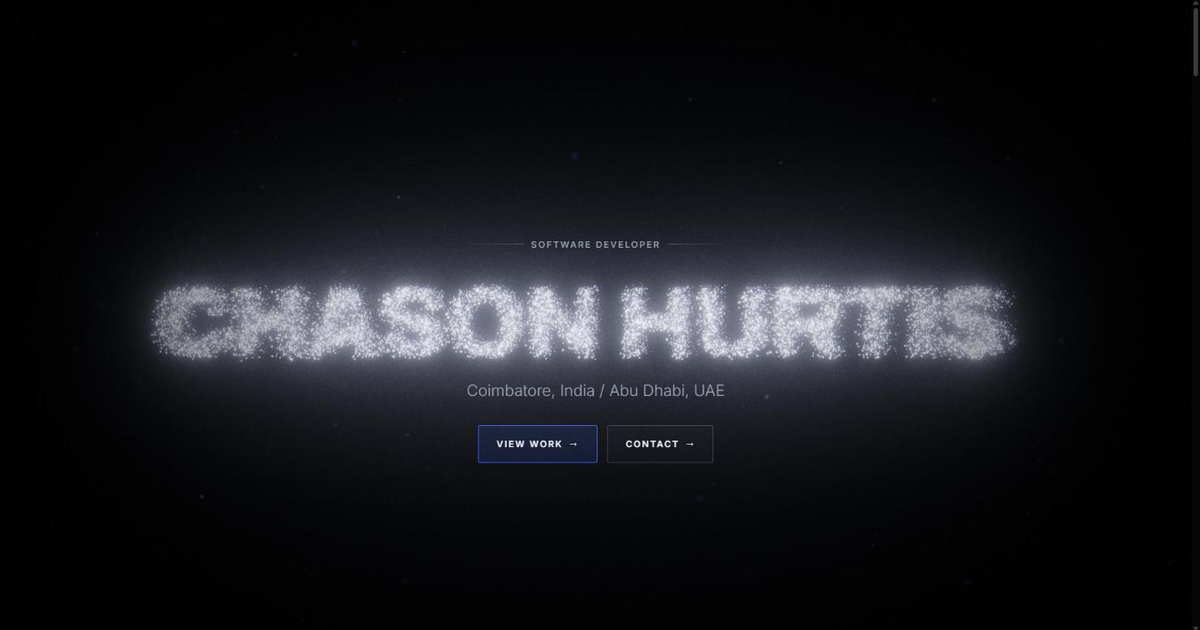 SOFTWARE DEVELOPER
CHASON HURTIS
Coimbatore, India / Abu Dhabi, UAE
VIEW WORK →
CONTACT →